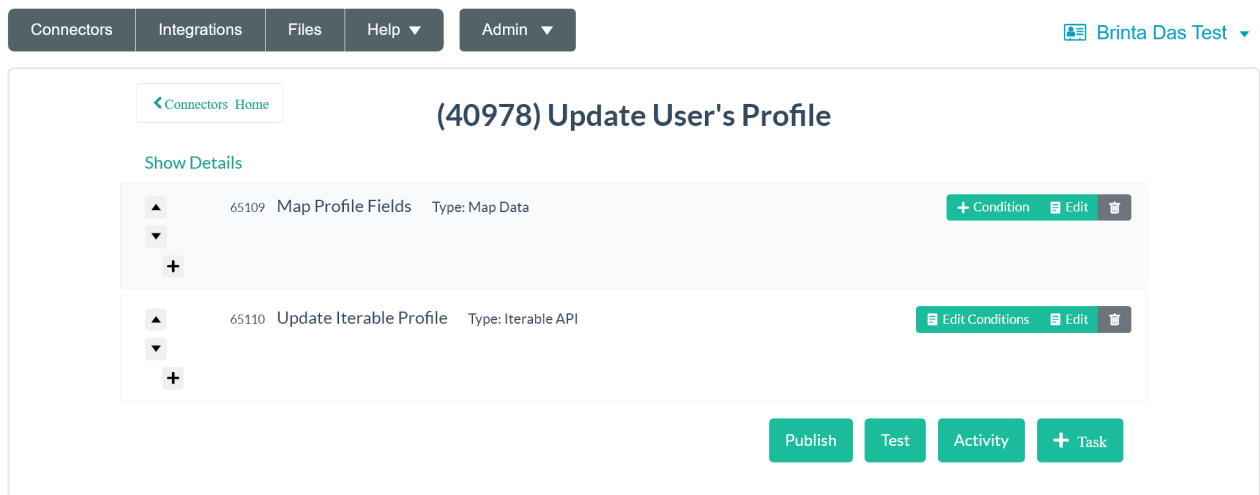 Connectors Integrations Files Help Admin Brinta Das Test
Connectors Home
(40978) Update User's Profile
Show Details
65109 Map Profile Fields Type: Map Data Condition Edit
65110 Update Iterable Profile Type: Iterable API Edit Conditions Edit
Publish Test Activity Task